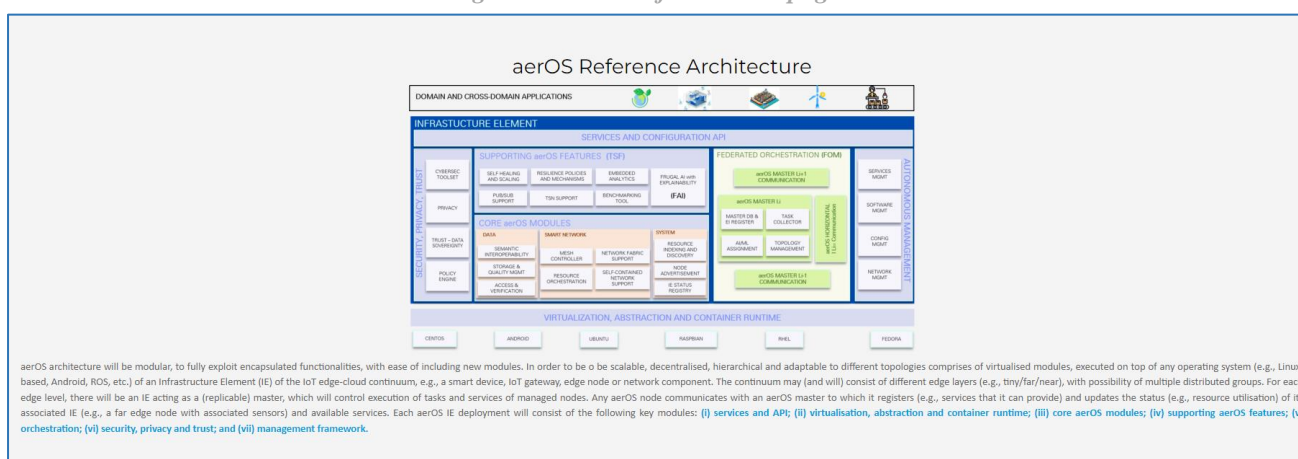 aerOS Reference Architecture
DOMAIN AND CROSS-DOMAIN APPLICATIONS
INFRASTUCTURE ELEMENT
SERVICES AND CONFIGURATION API
SECURITY, PRIVACY, TRUST
CYBERSEC
TOOLSET
PRIVACY
TRUST – DATA
SOVEREIGNTY
POLICY
ENGINE
SUPPORTING aerOS FEATURES (TSF)
SELF HEALING
AND SCALING
RESILIENCE POLICIES
AND MECHANISMS
EMBEDDED
ANALYTICS
FRUGAL AI with
EXPLAINABILITY
(FAI)
PUB/SUB
SUPPORT
TSN SUPPORT
BENCHMARKING
TOOL
CORE aerOS MODULES
DATA
SEMANTIC
INTEROPERABILITY
STORAGE &
QUALITY MGMT
ACCESS &
VERIFICATION
SMART NETWORK
MESH
CONTROLLER
NETWORK FABRIC
SUPPORT
RESOURCE
ORCHESTRATION
SELF-CONTAINED
NETWORK
SUPPORT
SYSTEM
RESOURCE
INDEXING AND
DISCOVERY
NODE
ADVERTISEMENT
IE STATUS
REGISTRY
FEDERATED ORCHESTRATION (FOM)
aerOS MASTER Li+1
COMMUNICATION
aerOS MASTER Li
MASTER DB &
EI REGISTER
TASK
COLLECTOR
AI/ML
ASSIGNMENT
TOPOLOGY
MANAGEMENT
aerOS HORIZONTAL
Communication
aerOS MASTER Li-1
COMMUNICATION
SERVICES
MGMT
SOFTWARE
MGMT
CONFIG
MGMT
NETWORK
MGMT
AUTONOMOUS MANAGEMENT
VIRTUALIZATION, ABSTRACTION AND CONTAINER RUNTIME
CENTOS
ANDROID
UBUNTU
RASPBIAN
RHEL
FEDORA
aerOS architecture will be modular, to fully exploit encapsulated functionalities, with ease of including new modules. In order to be o be scalable, decentralised, hierarchical and adaptable to different topologies comprises of virtualised modules, executed on top of any operating system (e.g., Linux
based, Android, ROS, etc.) of an Infrastructure Element (IE) of the IoT edge-cloud continuum, e.g., a smart device, IoT gateway, edge node or network component. The continuum may (and will) consist of different edge layers (e.g., tiny/far/near), with possibility of multiple distributed groups. For eac
edge level, there will be an IE acting as a (replicable) master, which will control execution of tasks and services of managed nodes. Any aerOS node communicates with an aerOS master to which it registers (e.g., services that it can provide) and updates the status (e.g., resource utilisation) of it
associated IE (e.g., a far edge node with associated sensors) and available services. Each aerOS IE deployment will consist of the following key modules: (i) services and API; (ii) virtualisation, abstraction and container runtime; (iii) core aerOS modules; (iv) supporting aerOS features; (v
orchestration; (vi) security, privacy and trust; and (vii) management framework.